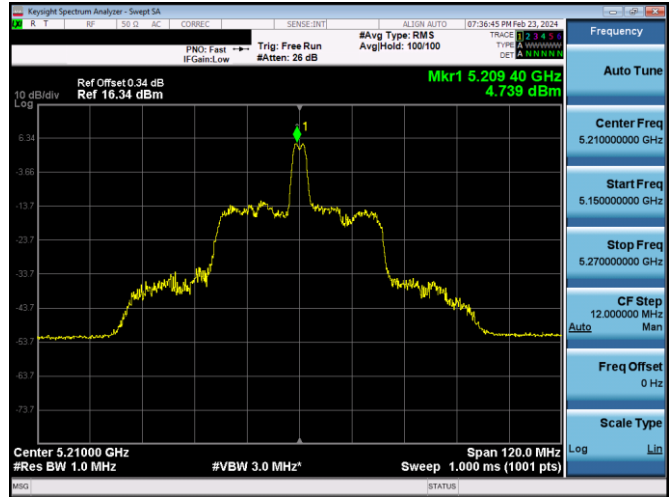 Keysight Spectrum Analyzer - Swept SA
R T RF 50 Ω AC CORREC SENSE:INT ALIGN AUTO 07:36:45 PM Feb 23, 2024
#Avg Type: RMS TRACE 1 2 3 4 5 6
PNO: Fast Trig: Free Run Avg|Hold: 100/100 TYPE A WWWWW
IFGain:Low #Atten: 26 dB DET A N N N N N
Mkr1 5.209 40 GHz
Ref Offset 0.34 dB
10 dB/div Ref 16.34 dBm 4.739 dBm
Log
1
6.34
-3.66
-13.7
-23.7
-33.7
-43.7
-53.7
-63.7
-73.7
Center 5.21000 GHz Span 120.0 MHz
#Res BW 1.0 MHz #VBW 3.0 MHz* Sweep 1.000 ms (1001 pts)
MSG STATUS
Frequency
Auto Tune
Center Freq
5.210000000 GHz
Start Freq
5.150000000 GHz
Stop Freq
5.270000000 GHz
CF Step
12.000000 MHz
Auto Man
Freq Offset
0 Hz
Scale Type
Log Lin